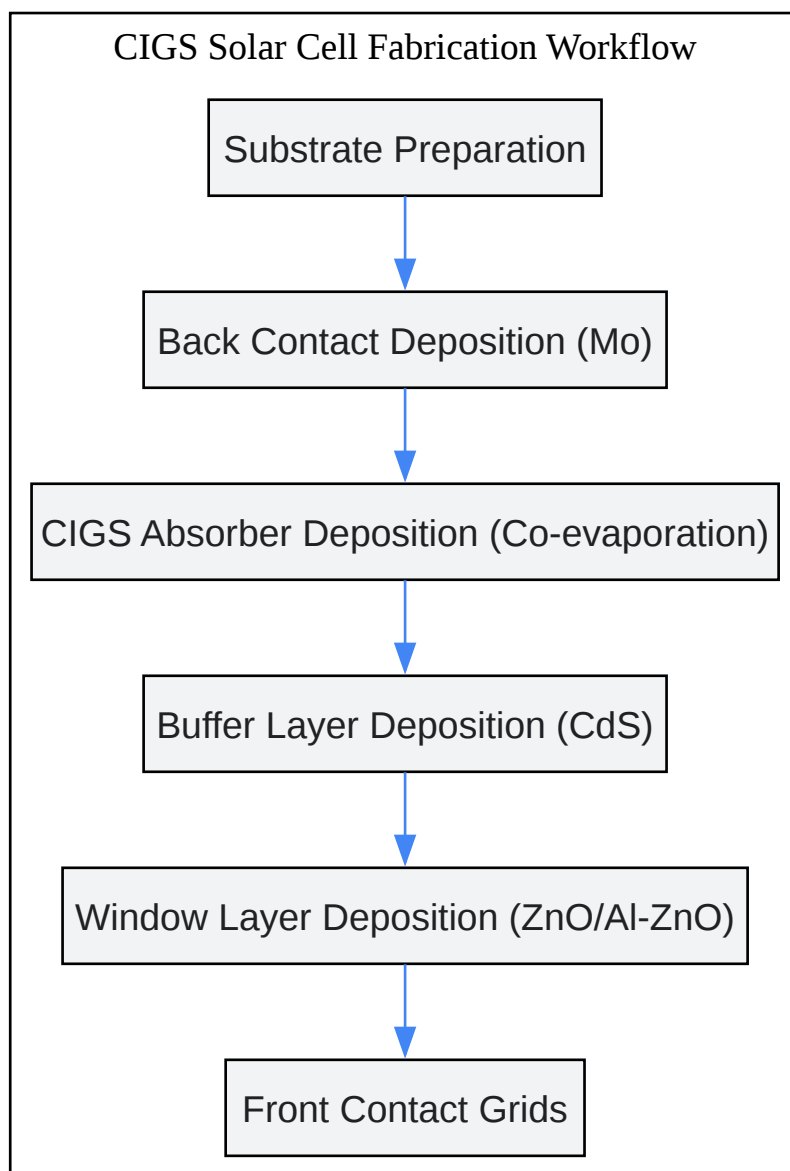 CIGS Solar Cell Fabrication Workflow
Substrate Preparation
Back Contact Deposition (Mo)
CIGS Absorber Deposition (Co-evaporation)
Buffer Layer Deposition (CdS)
Window Layer Deposition (ZnO/Al-ZnO)
Front Contact Grids